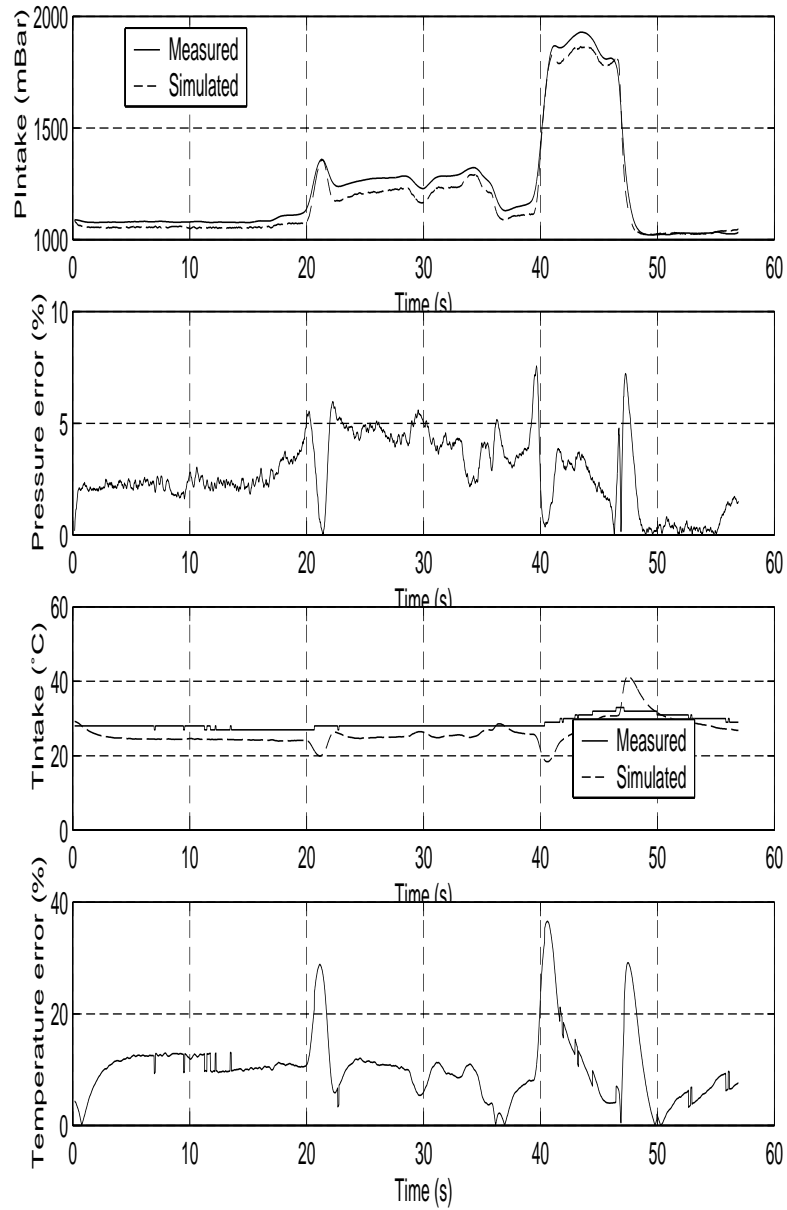 PIntake (mBar)
2000
1500
1000
Measured
Simulated
0 10 20 30 40 50 60
Time (s)
Pressure error (%)
10
5
0
0 10 20 30 40 50 60
Time (s)
TIntake (°C)
60
40
20
0
Measured
Simulated
0 10 20 30 40 50 60
Time (s)
Temperature error (%)
40
20
0
0 10 20 30 40 50 60
Time (s)